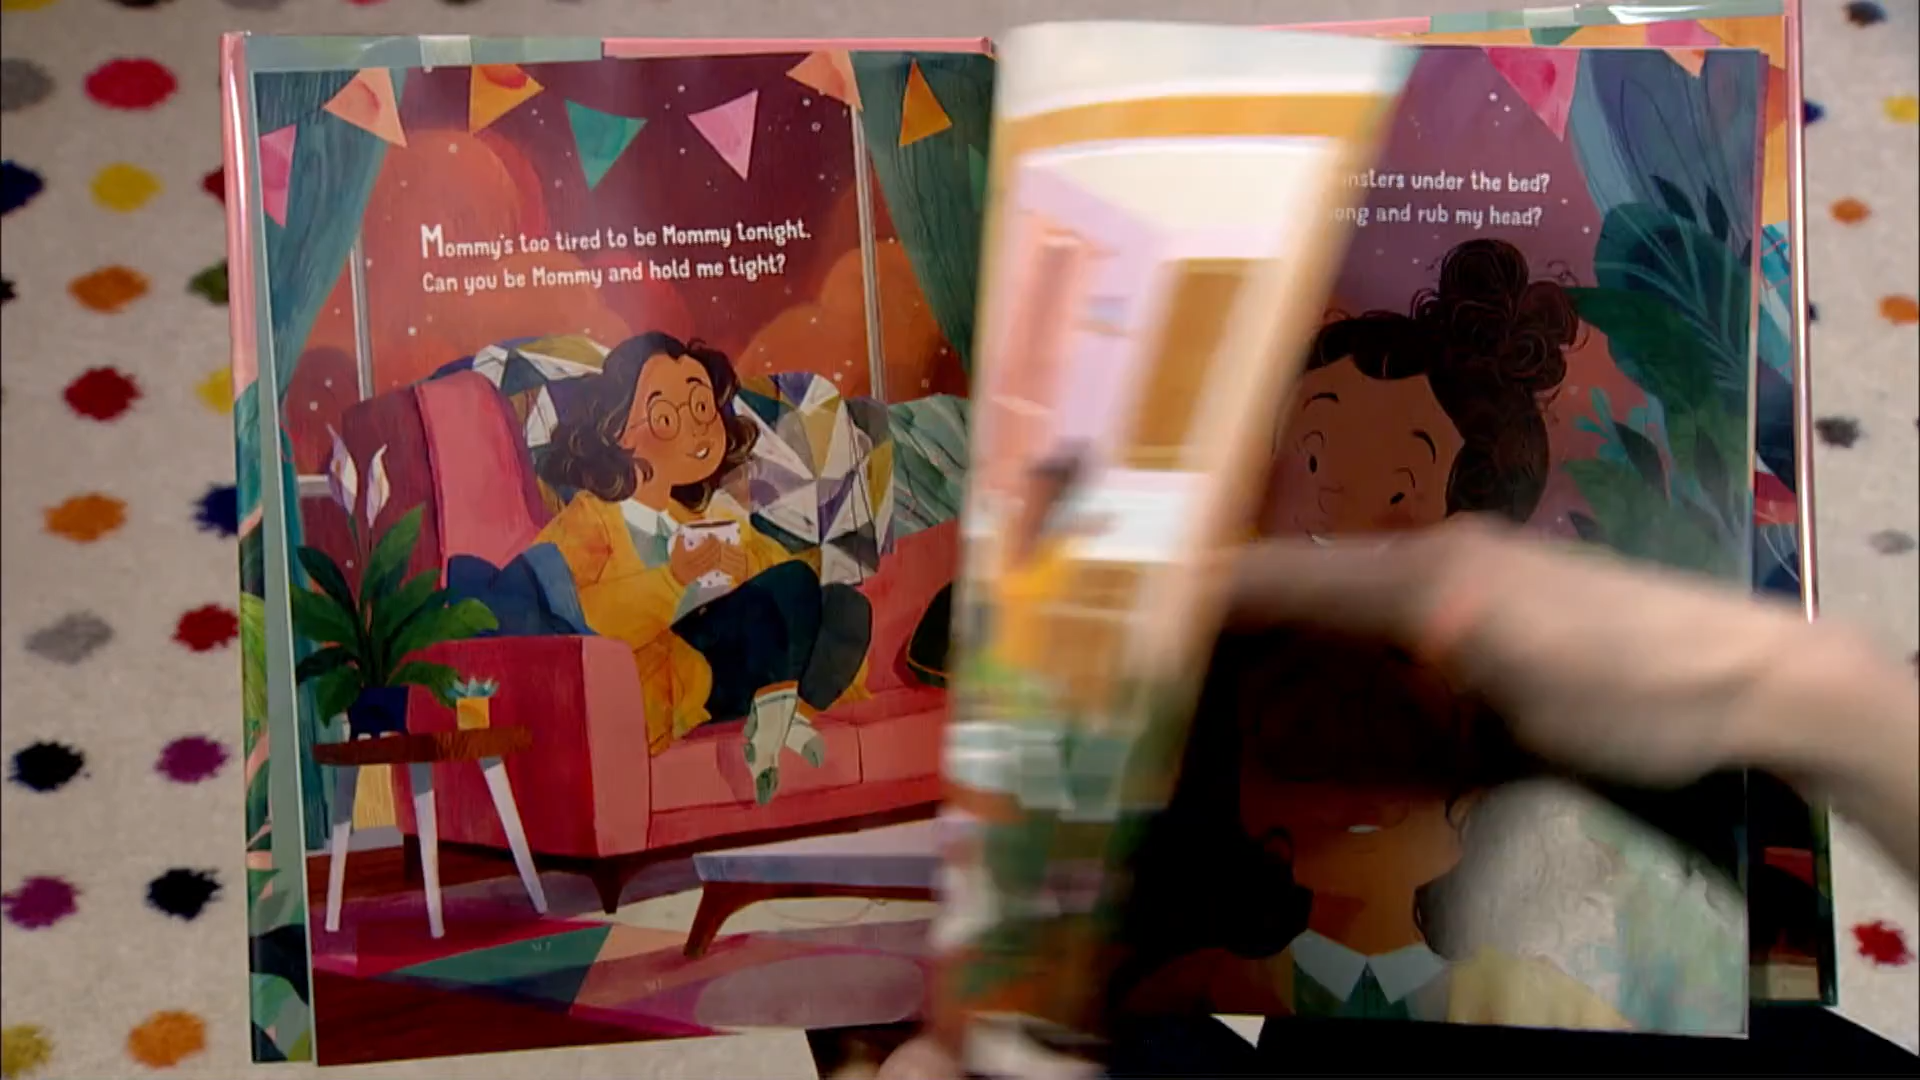 Mommy's too tired to be Mommy tonight.
Can you be Mommy and hold me tight?
under the bed?
and rub my head?